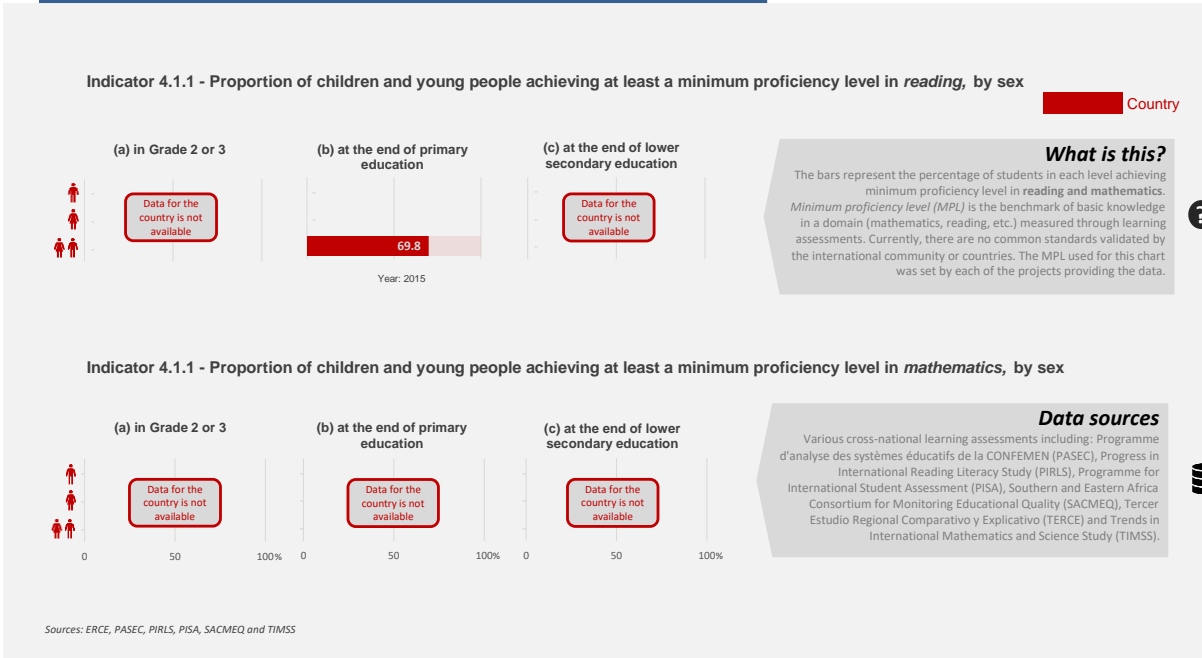 Indicator 4.1.1 - Proportion of children and young people achieving at least a minimum proficiency level in reading, by sex
Country
(a) in Grade 2 or 3
(b) at the end of primary
education
(c) at the end of lower
secondary education
Data for the
country is not
available
69.8
Year: 2015
Data for the
country is not
available
What is this?
The bars represent the percentage of students in each level achieving
minimum proficiency level in reading and mathematics.
Minimum proficiency level (MPL) is the benchmark of basic knowledge
in a domain (mathematics, reading, etc.) measured through learning
assessments. Currently, there are no common standards validated by
the international community or countries. The MPL used for this chart
was set by each of the projects providing the data.
?
Indicator 4.1.1 - Proportion of children and young people achieving at least a minimum proficiency level in mathematics, by sex
(a) in Grade 2 or 3
(b) at the end of primary
education
(c) at the end of lower
secondary education
Data for the
country is not
available
Data for the
country is not
available
Data for the
country is not
available
0 50 100%
0 50 100%
0 50 100%
Data sources
Various cross-national learning assessments including: Programme
d'analyse des systèmes éducatifs de la CONFEMEN (PASEC), Progress in
International Reading Literacy Study (PIRLS), Programme for
International Student Assessment (PISA), Southern and Eastern Africa
Consortium for Monitoring Educational Quality (SACMEQ), Tercer
Estudio Regional Comparativo y Explicativo (TERCE) and Trends in
International Mathematics and Science Study (TIMSS).
Sources: ERCE, PASEC, PIRLS, PISA, SACMEQ and TIMSS